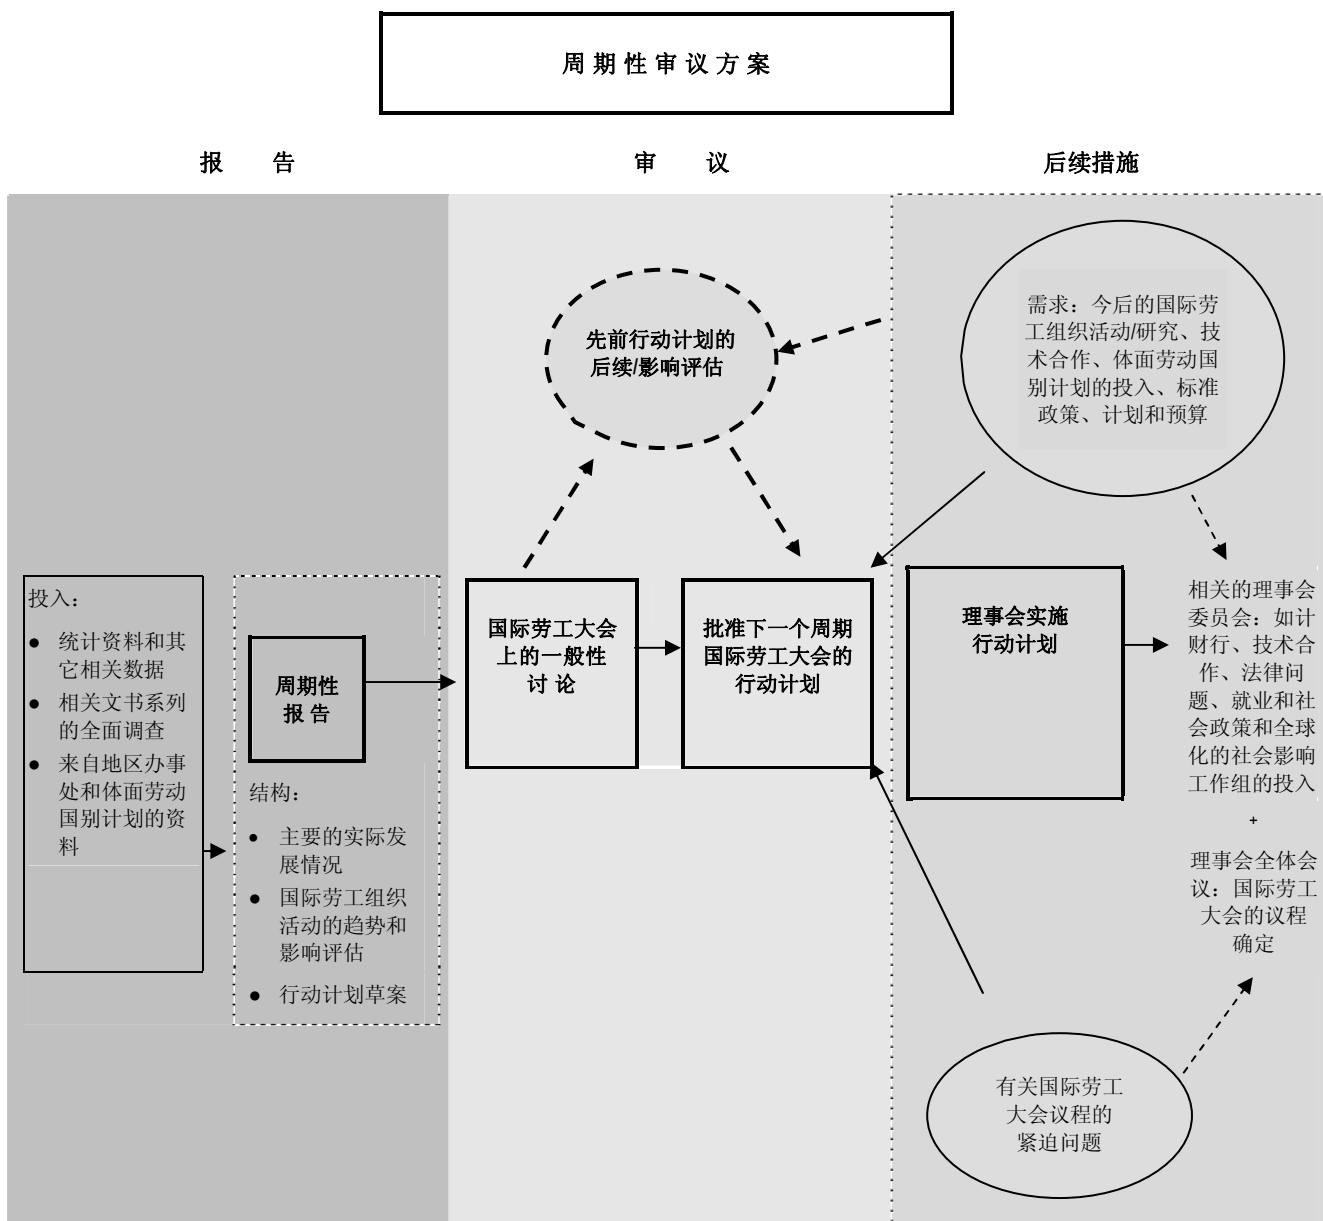 周期性审议方案
报 告
审 议
后续措施
投入：
● 统计资料和其
它相关数据
● 相关文书系列
的全面调查
● 来自地区办事
处和体面劳动
国别计划的资
料
周期性
报 告
结构：
● 主要的实际发
展情况
● 国际劳工组织
活动的趋势和
影响评估
● 行动计划草案
先前行动计划的
后续/影响评估
国际劳工大会
上的一般性
讨 论
批准下一个周期
国际劳工大会的
行动计划
需求：今后的国际劳
工组织活动/研究、技
术合作、体面劳动国
别计划的投入、标准
政策、计划和预算
理事会实施
行动计划
相关的理事会
委员会：如计
财行、技术合
作、法律问
题、就业和社
会政策和全球
化的社会影响
工作组的投入
+
理事会全体会
议：国际劳工
大会的议程
确定
有关国际劳工
大会议程的
紧迫问题